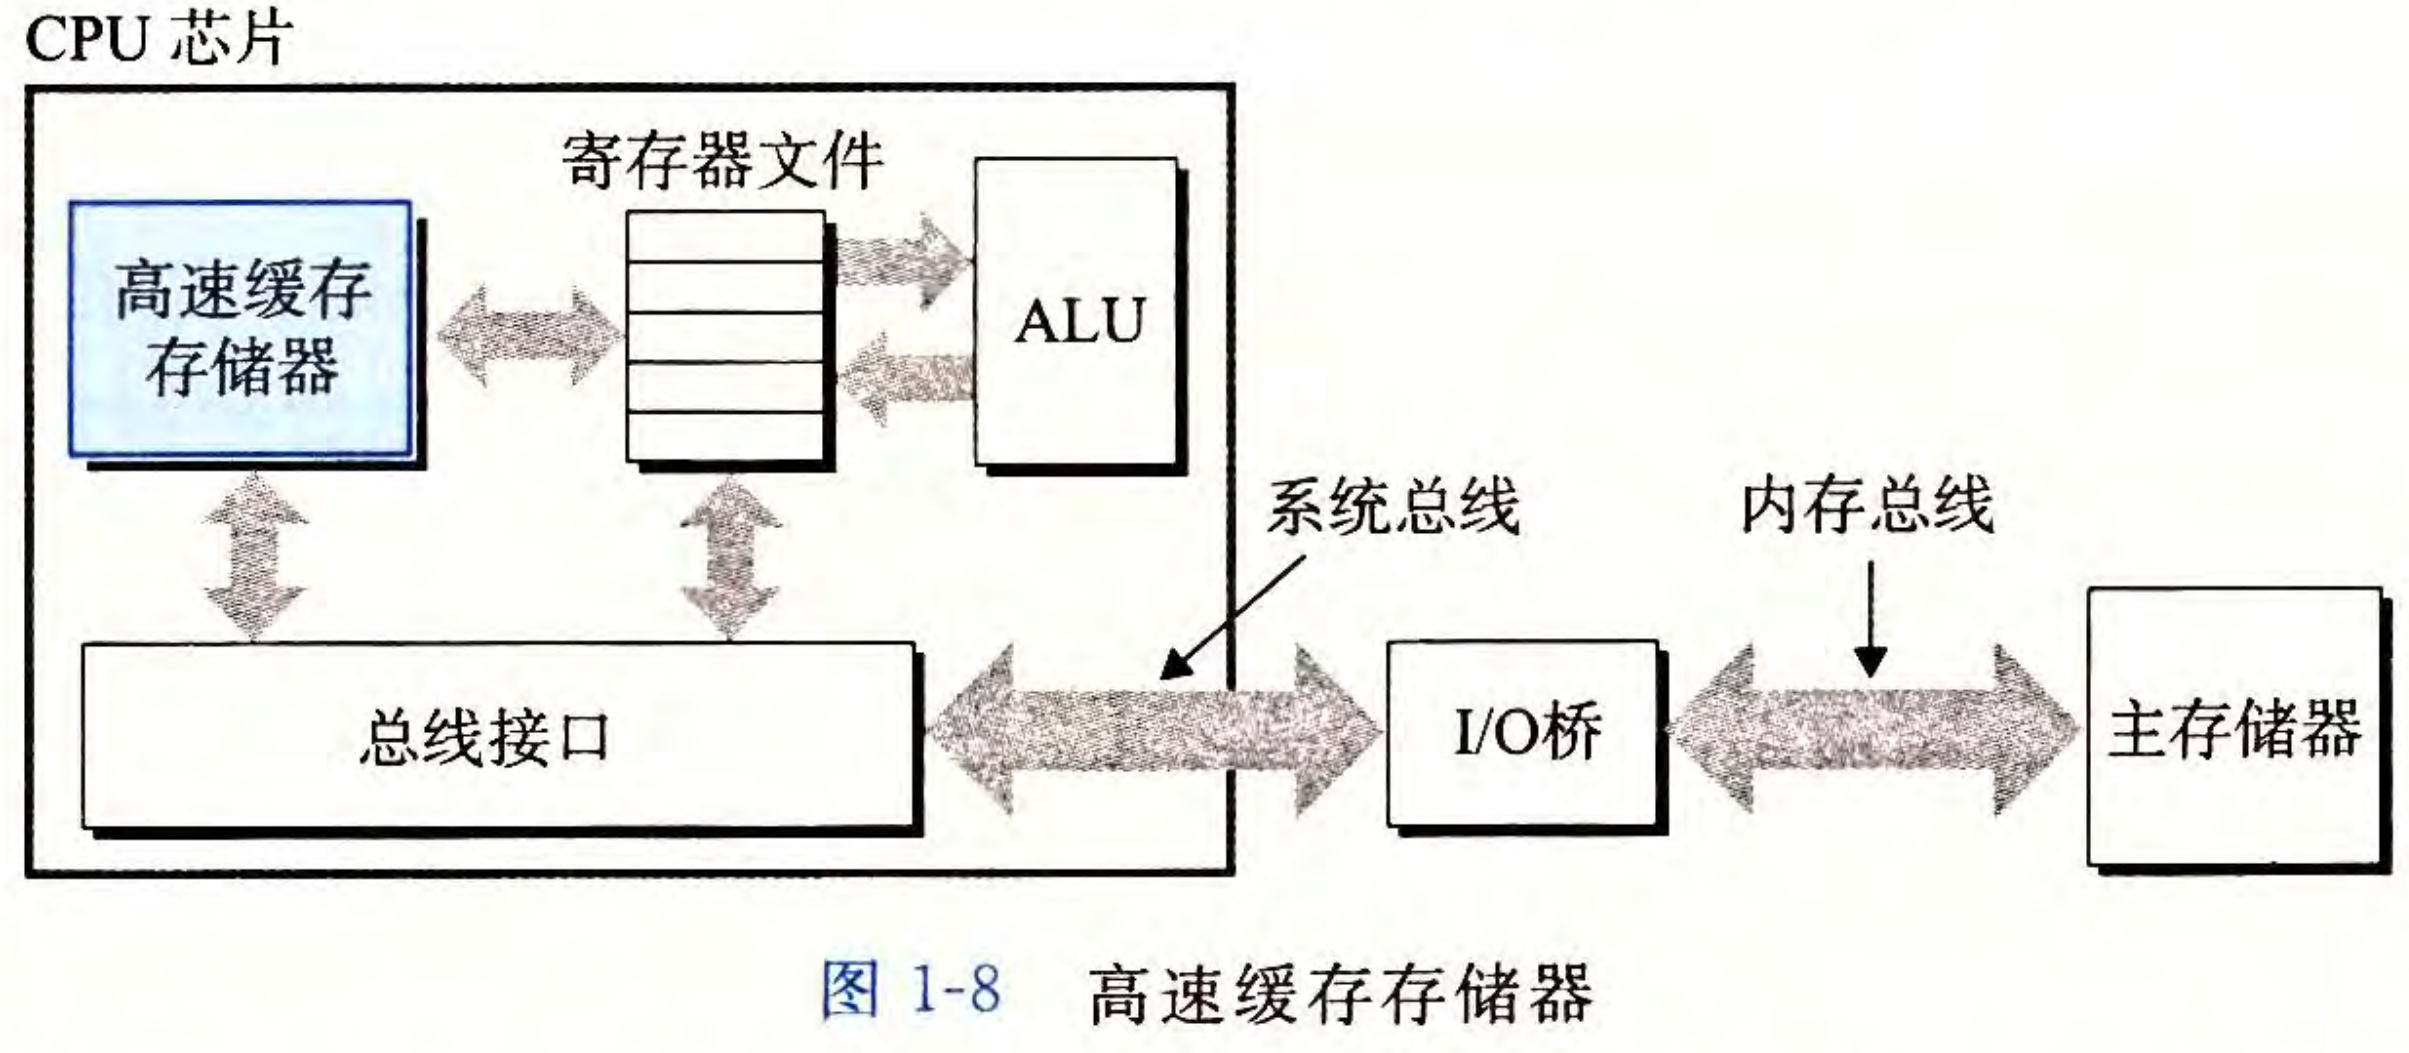 CPU 芯片
寄存器文件
高速缓存
存储器
ALU
系统总线
内存总线
总线接口
I/O桥
主存储器
图 1-8 高速缓存存储器